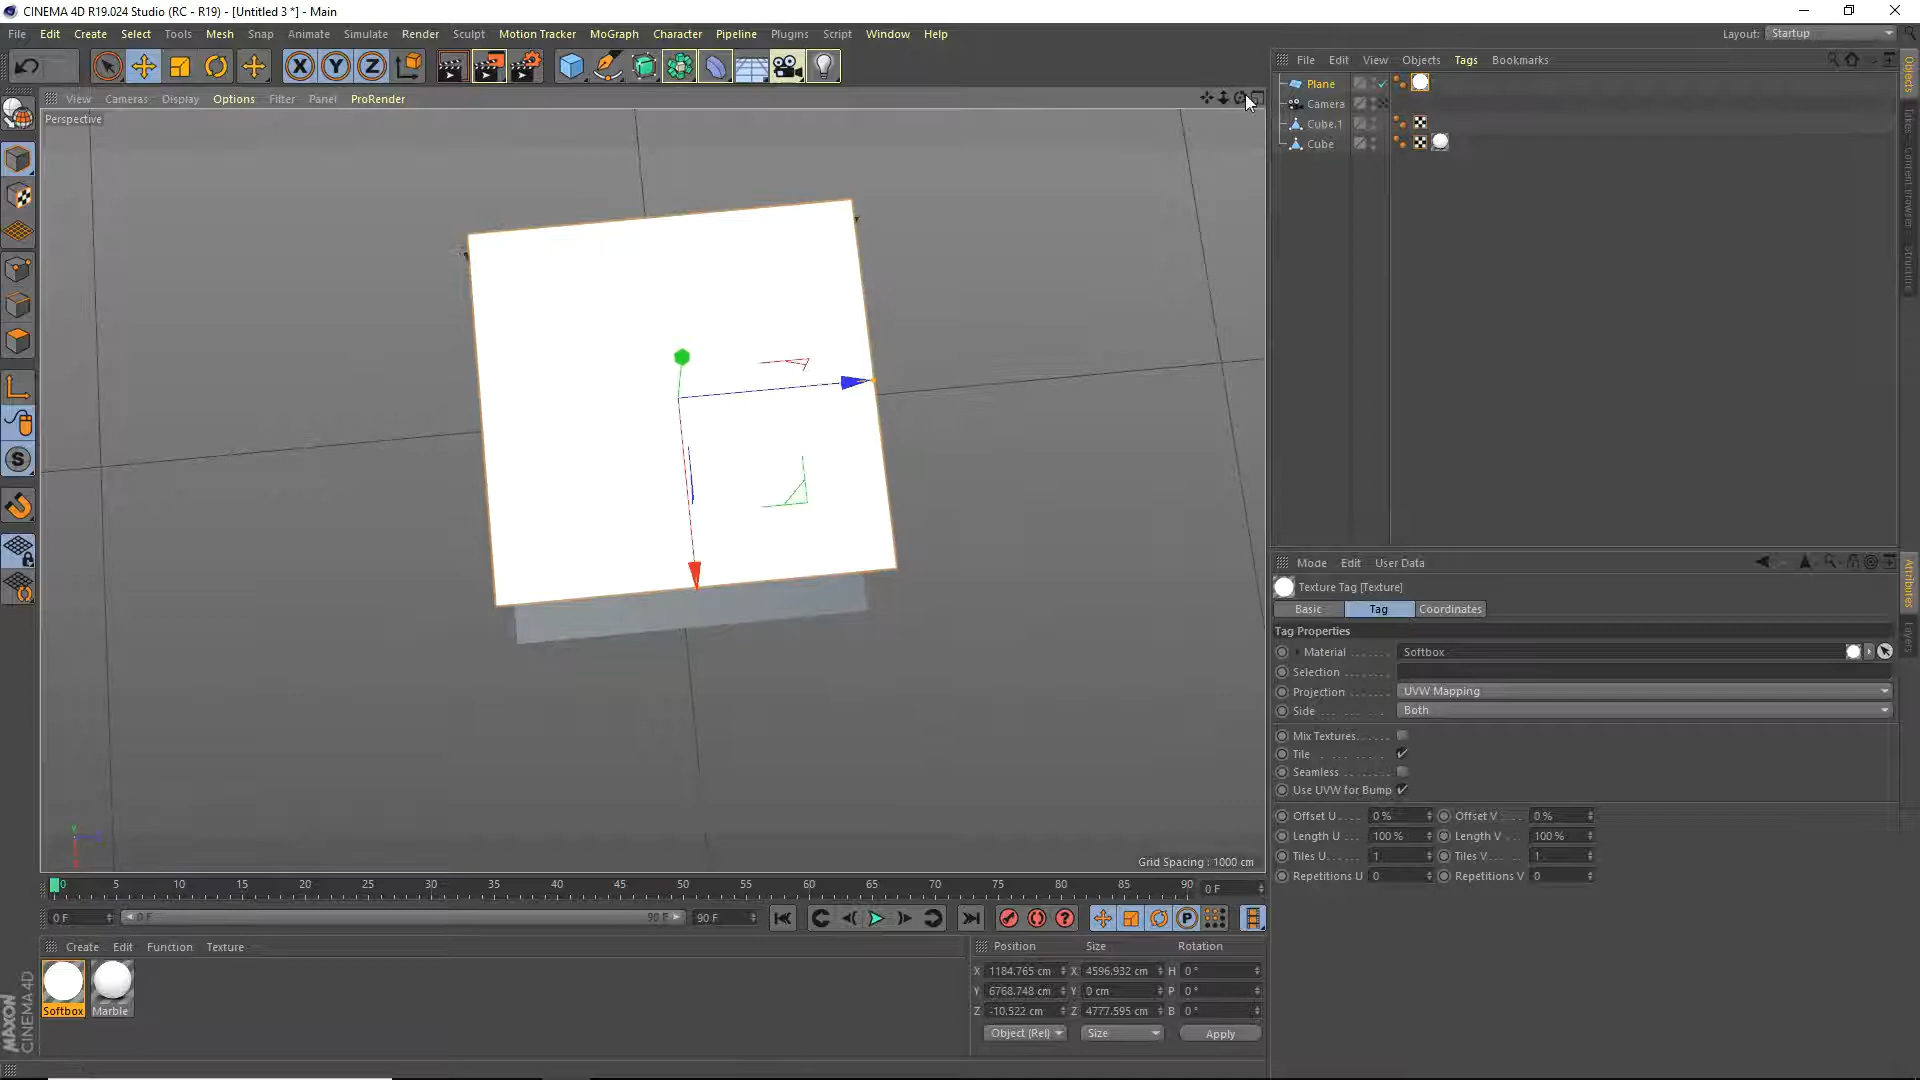 CINEMA 4D R19.024 Studio (RC - R19) - [Untitled 3 *] - Main
File Edit Create Select Tools Mesh Snap Animate Simulate Render Sculpt Motion Tracker MoGraph Character Pipeline Plugins Script Window Help
Layout: Startup
View Cameras Display Options Filter Panel ProRender
Perspective
File Edit View Objects Tags Bookmarks
Plane
Camera
Cube.1
Cube
Objects
Takes
Content Browser
Structure
Mode Edit User Data
Texture Tag [Texture]
Basic Tag Coordinates
Tag Properties
Material Softbox
Selection
Projection UVW Mapping
Side Both
Mix Textures
Tile
Seamless
Use UVW for Bump
Offset U 0 % Offset V 0 %
Length U 100 % Length V 100 %
Tiles U 1 Tiles V 1
Repetitions U 0 Repetitions V 0
Attributes
Layers
X Y Z
S
Y
Grid Spacing : 1000 cm
0 5 10 15 20 25 30 35 40 45 50 55 60 65 70 75 80 85 90 0 F
0 F 0 F 90 F 90 F
P
Create Edit Function Texture
Softbox Marble
Position Size Rotation
X 1184.765 cm X 4596.932 cm H 0 °
Y 6768.748 cm Y 0 cm P 0 °
Z -10.522 cm Z 4777.595 cm B 0 °
Object (Rel) Size Apply
MAXON
CINEMA 4D